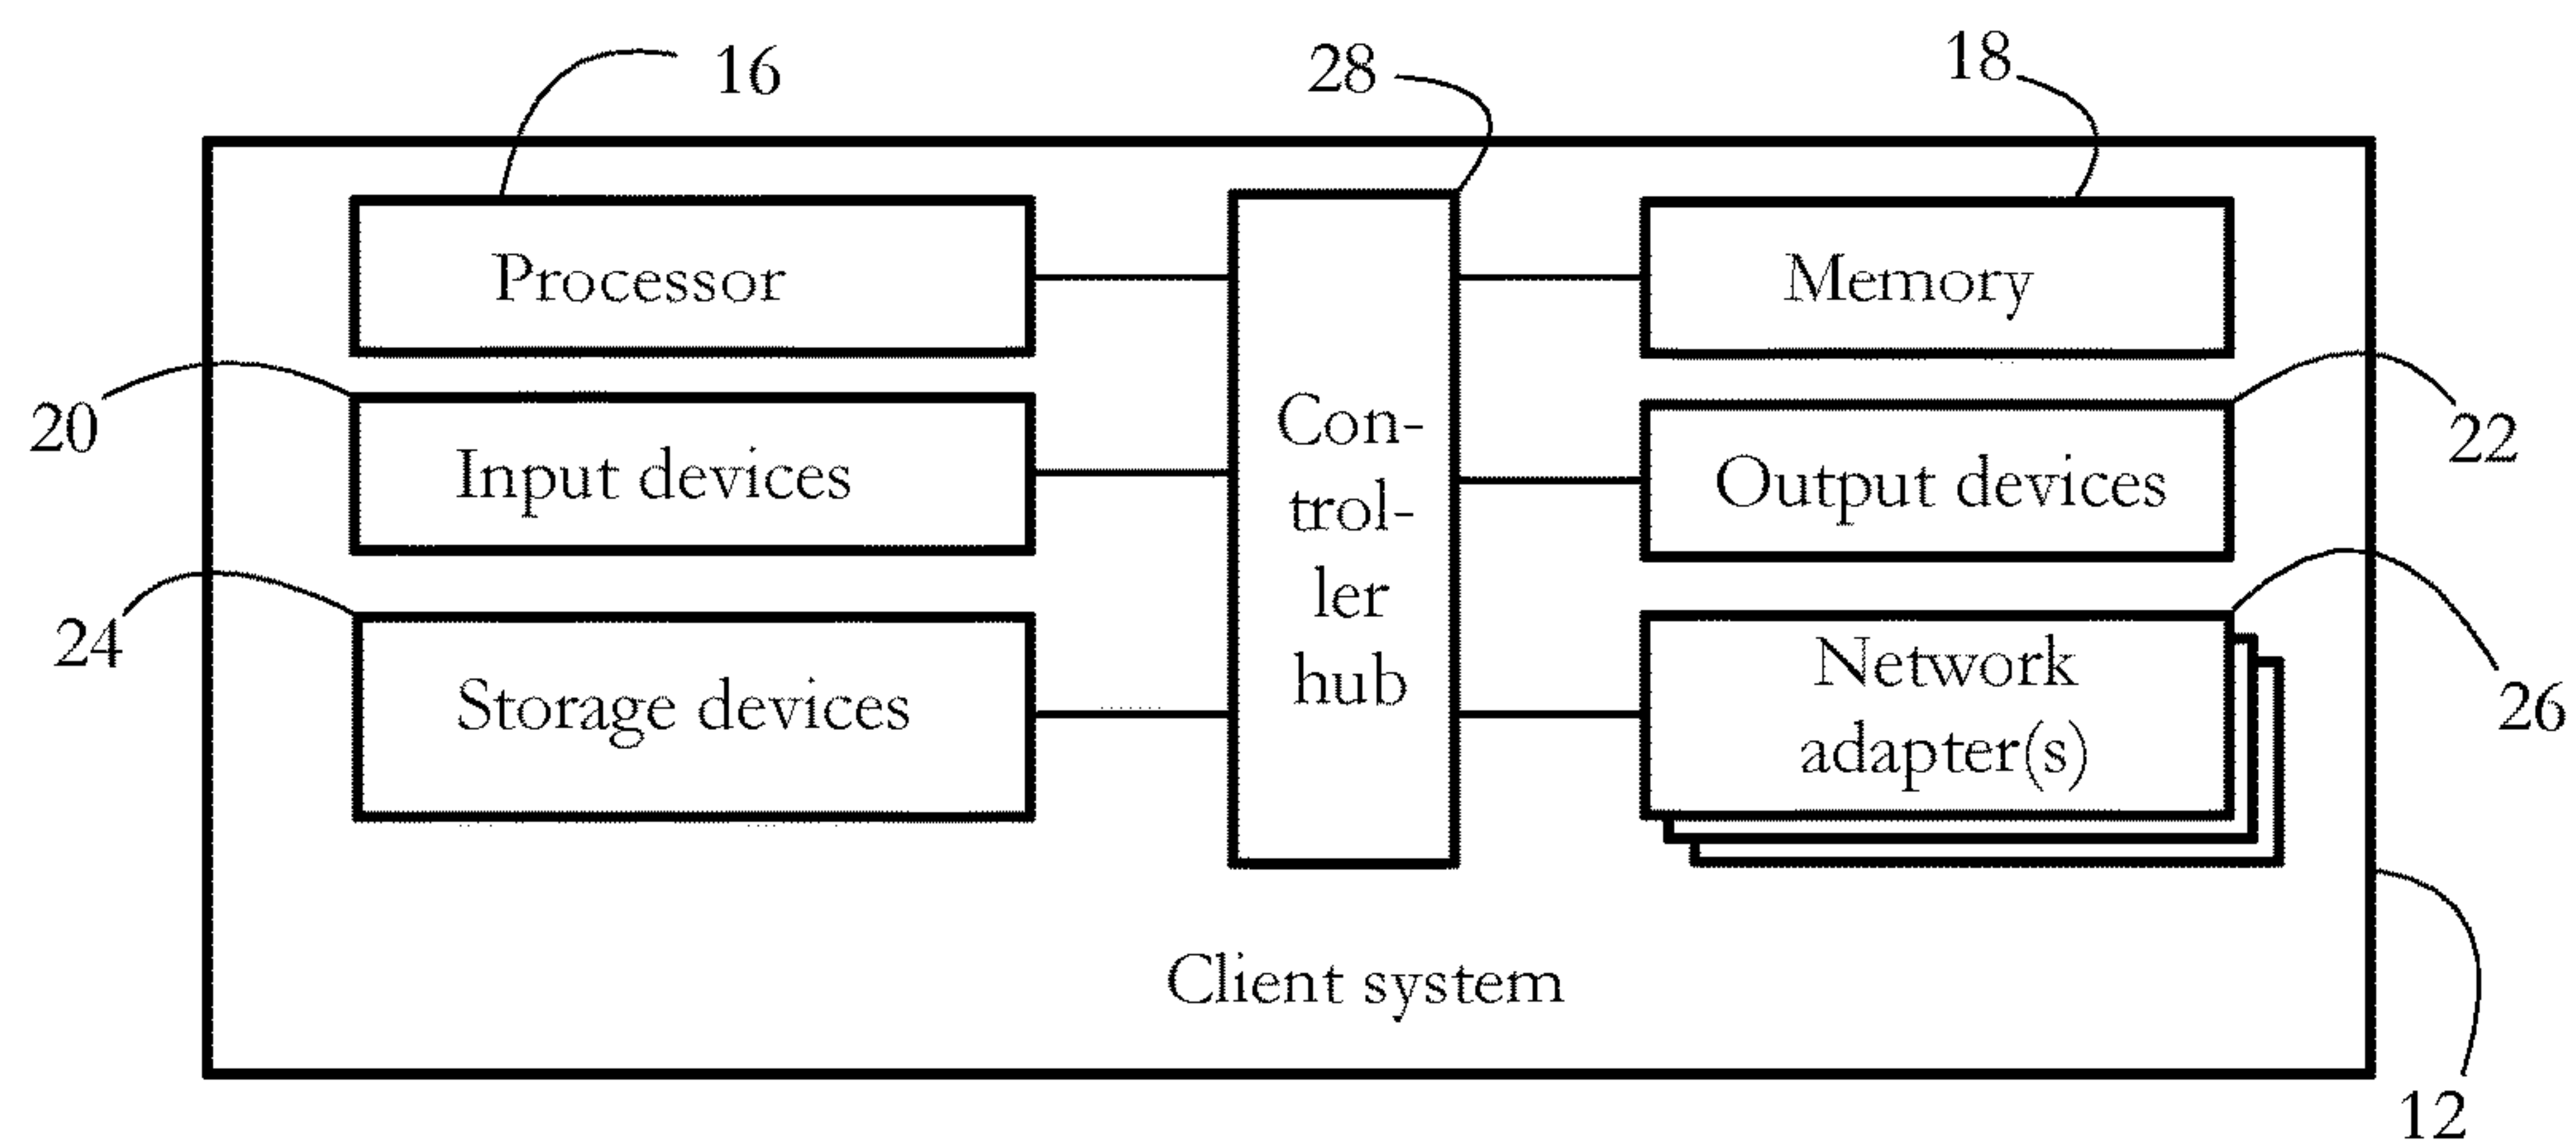 16
28
18
Processor
Memory
20
Input devices
Con-
trol-
ler
hub
Output devices
22
24
Storage devices
Network
adapter(s)
26
Client system
12